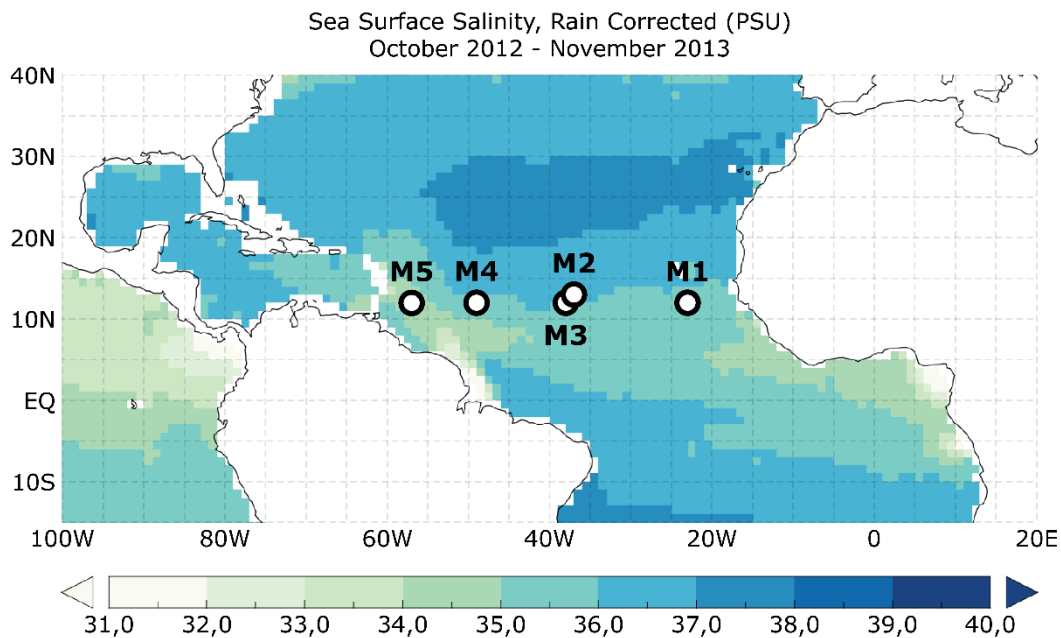 Sea Surface Salinity, Rain Corrected (PSU)
October 2012 - November 2013
40N
30N
20N
M5 M4 M2 M1
10N
M3
EQ
10S
100W 80W 60W 40W 20W 0 20E
31,0 32,0 33,0 34,0 35,0 36,0 37,0 38,0 39,0 40,0